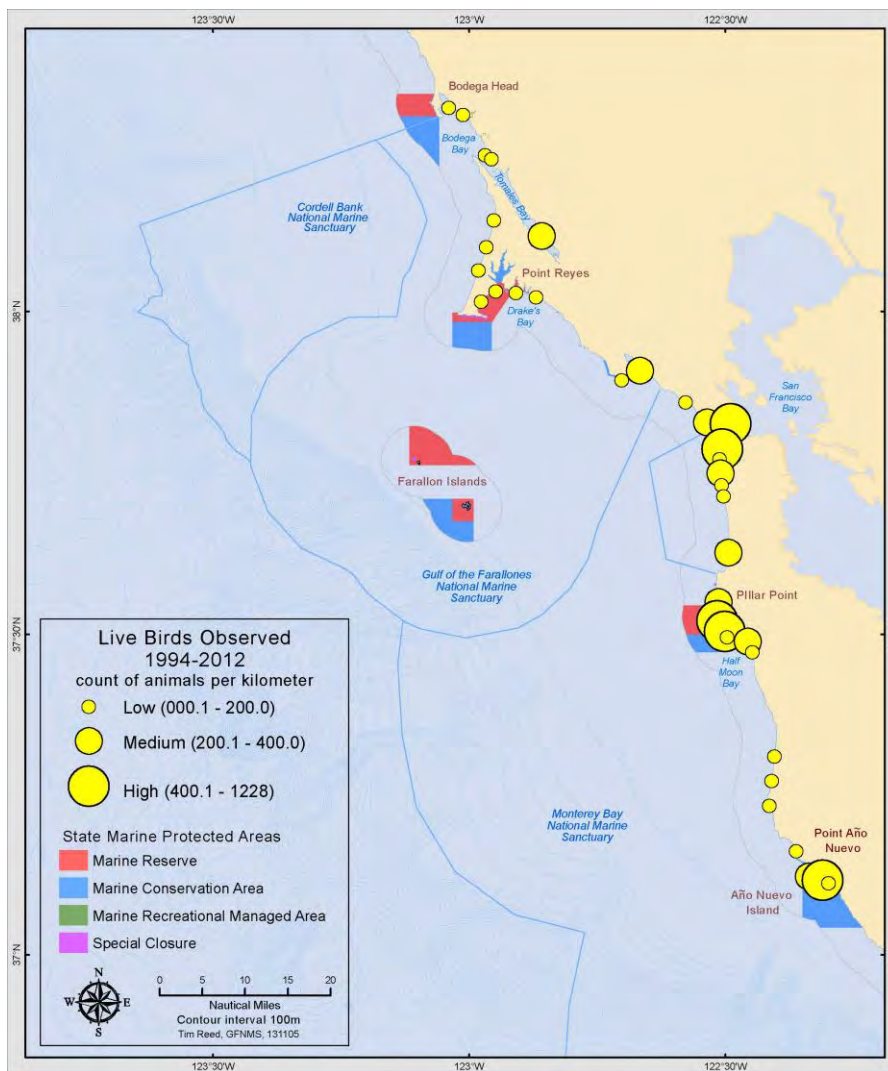 123°30'W
123°W
122°30'W
Bodega Head
Bodega
Bay
Tomales Bay
Cordell Bank
National Marine
Sanctuary
Point Reyes
38°N
Drake's
Bay
San
Francisco
Bay
Farallon Islands
Gulf of the Farallones
National Marine
Sanctuary
PIllar Point
37°30'N
Half
Moon
Bay
Live Birds Observed
1994-2012
count of animals per kilometer
Low (000.1 - 200.0)
Medium (200.1 - 400.0)
High (400.1 - 1228)
State Marine Protected Areas
Marine Reserve
Marine Conservation Area
Marine Recreational Managed Area
Special Closure
N
W
E
S
0 5 10 15 20
Nautical Miles
Contour interval 100m
Tim Reed, GFNMS, 131105
Monterey Bay
National Marine
Sanctuary
Point Año
Nuevo
Año Nuevo
Island
37°N
123°30'W
123°W
122°30'W